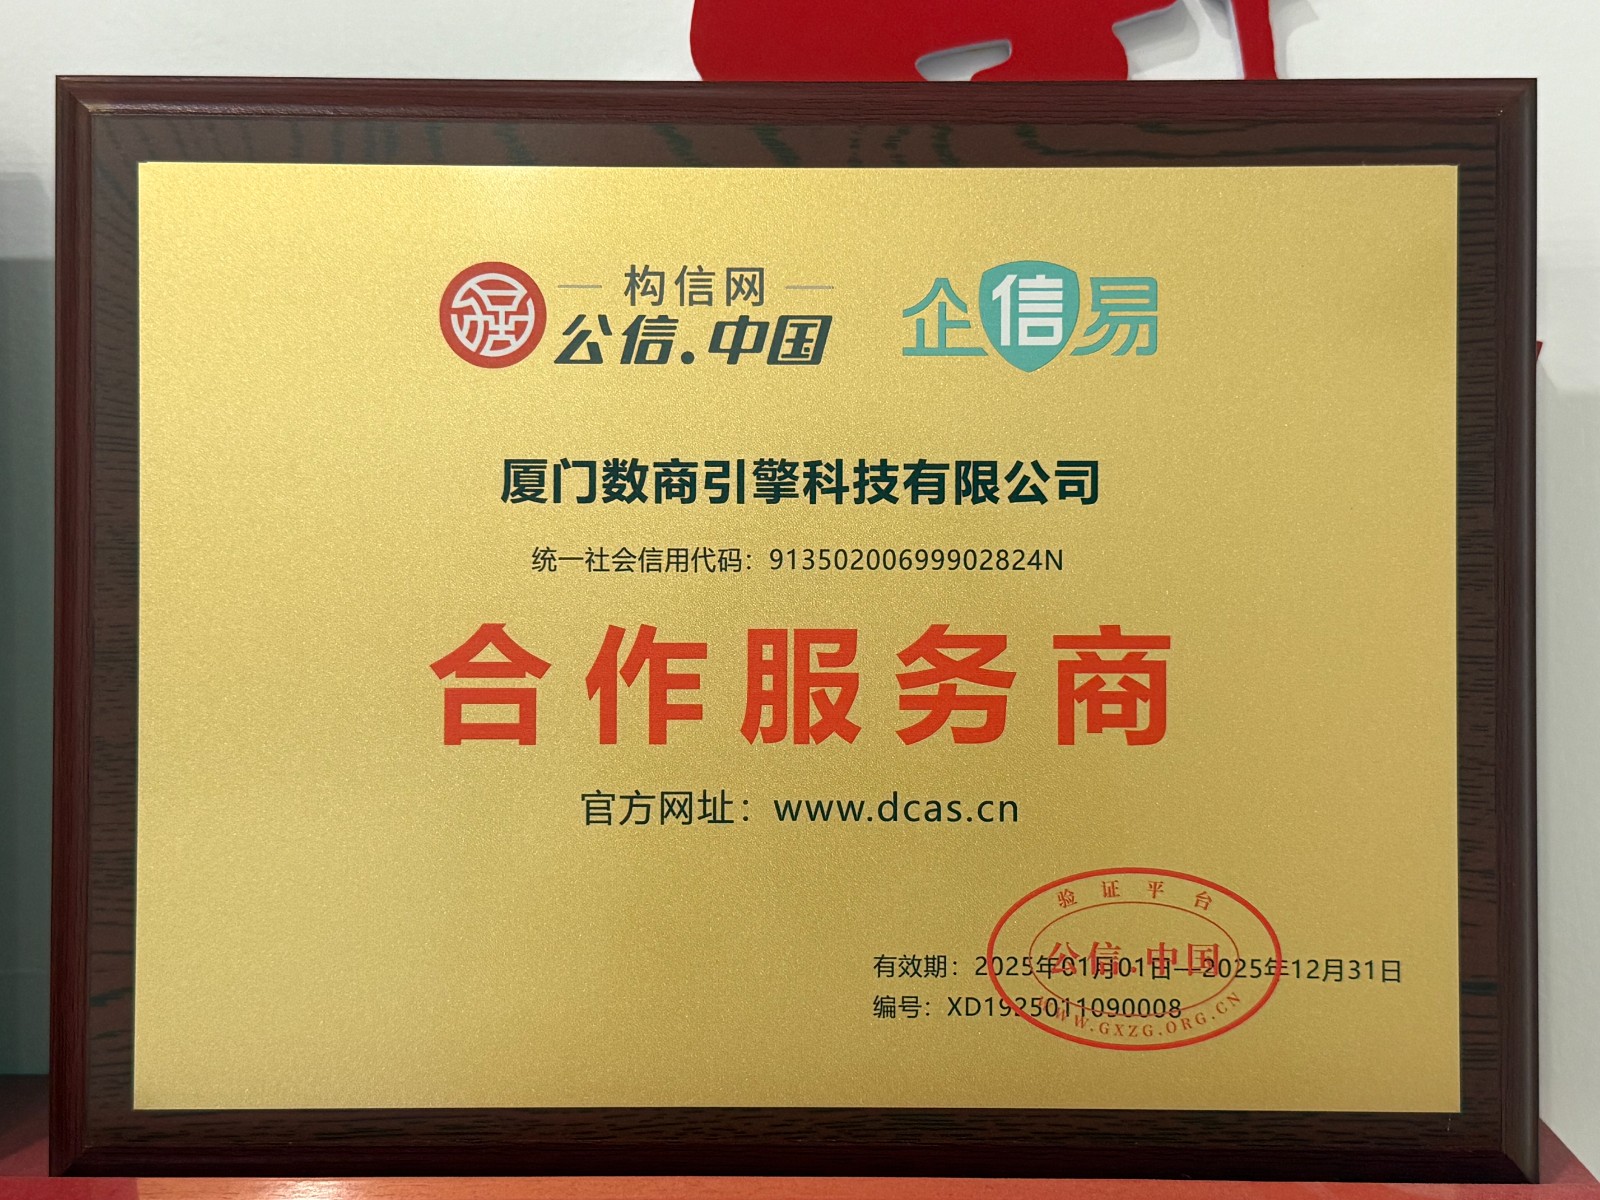 构信网
公信.中国
企信易
厦门数商引擎科技有限公司
统一社会信用代码：91350200699902824N
合作服务商
官方网址：www.dcas.cn
验证平台
公信.中国
WWW.GXZG.ORG.CN
有效期：2025年01月01日—2025年12月31日
编号：XD1925011090008